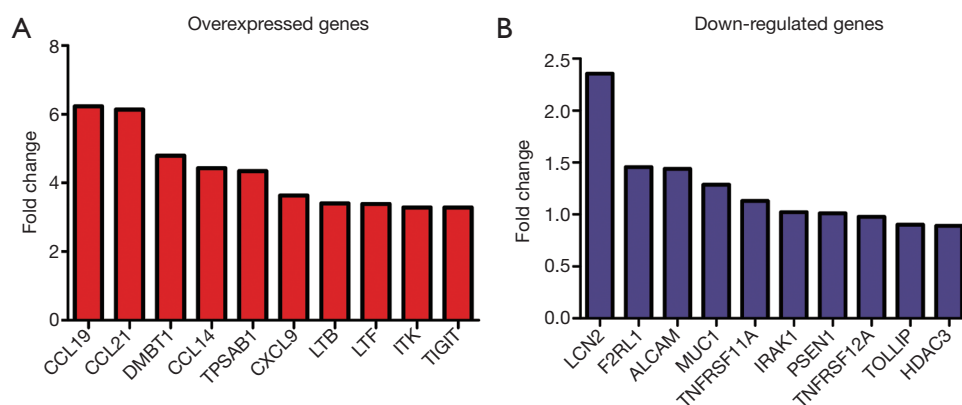 A
Overexpressed genes
Fold change
8
6
4
2
0
CCL19
CCL21
DMBT1
CCL14
TPSAB1
CXCL9
LTB
LTF
ITK
TIGIT
B
Down-regulated genes
Fold change
2.5
2.0
1.5
1.0
0.5
0.0
LCN2
F2RL1
ALCAM
MUC1
TNFRSF11A
IRAK1
PSEN1
TNFRSF12A
TOLLIP
HDAC3